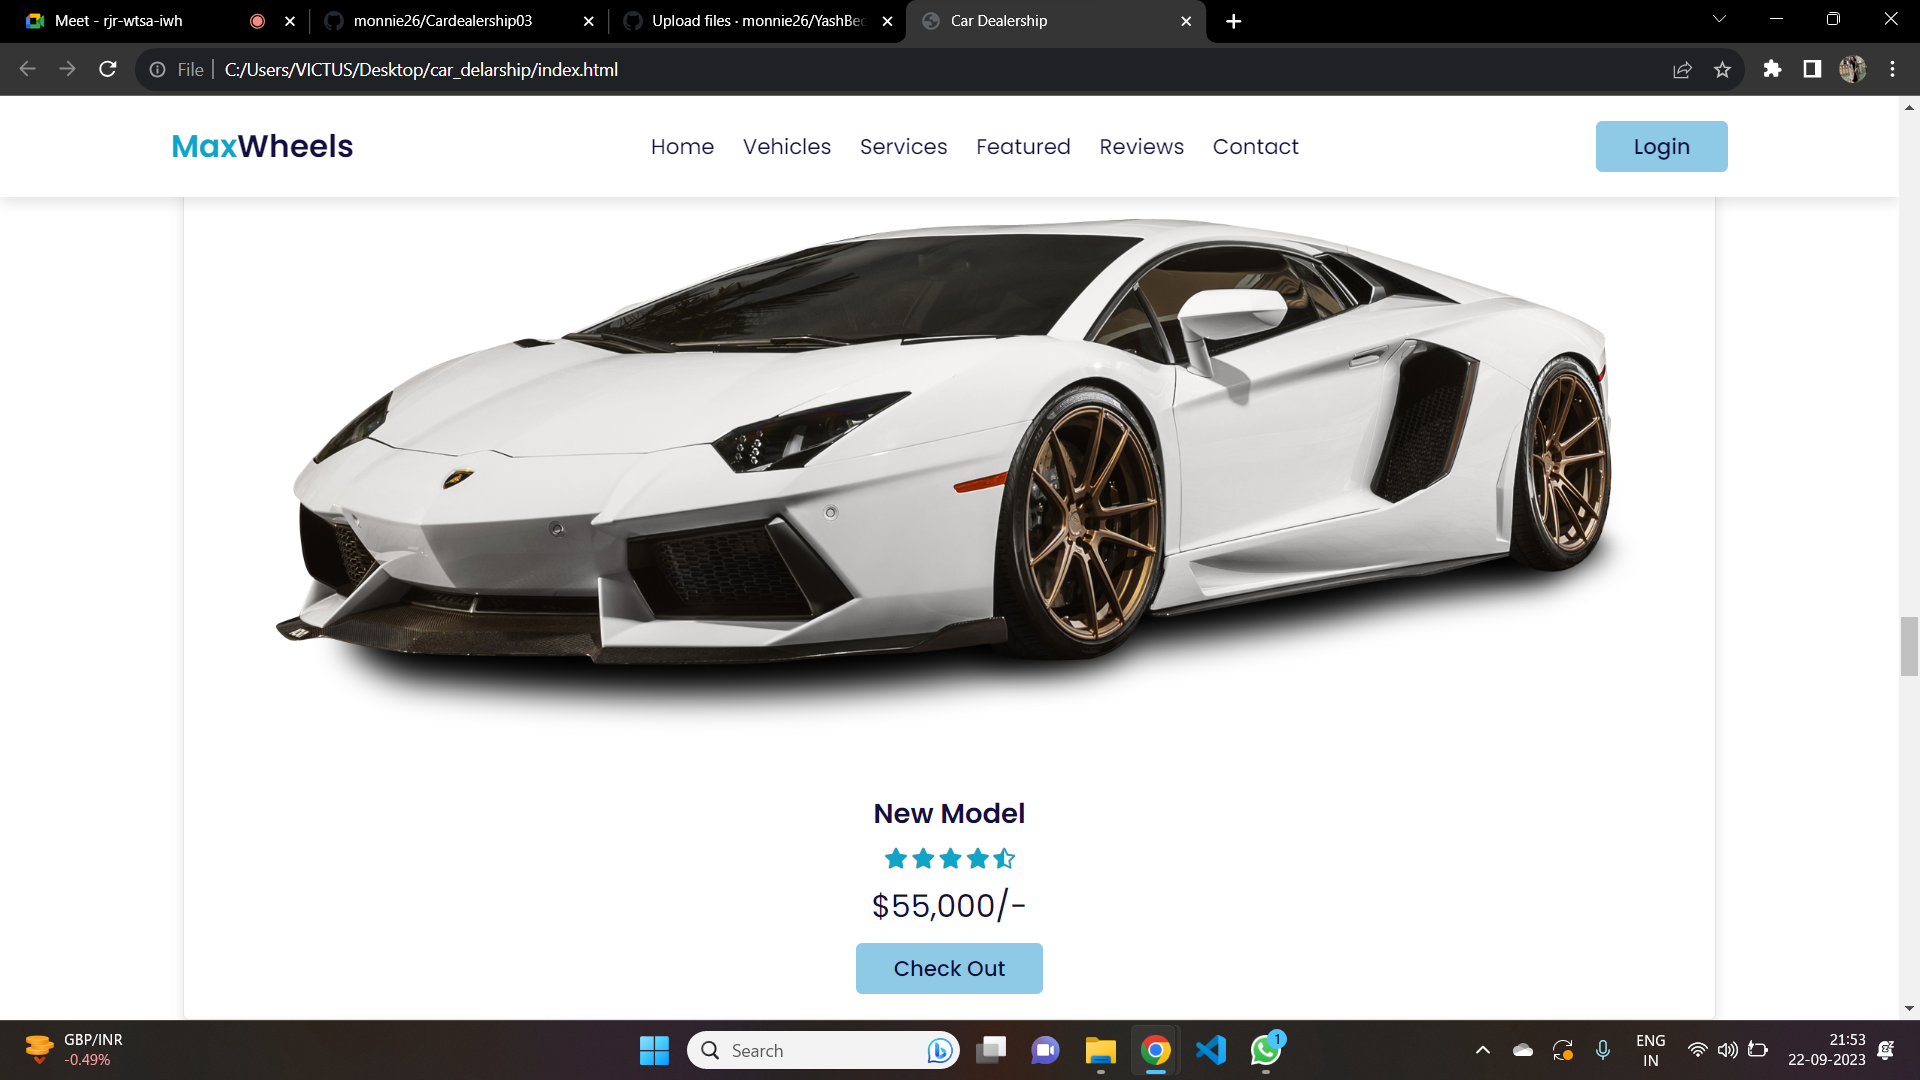 Meet - rjr-wtsa-iwh
monnie26/Cardealership03
Upload files · monnie26/YashBec
Car Dealership
File
C:/Users/VICTUS/Desktop/car_delarship/index.html
MaxWheels
Home
Vehicles
Services
Featured
Reviews
Contact
Login
New Model
$55,000/-
Check Out
GBP/INR
-0.49%
Search
1
ENG
IN
21:53
22-09-2023